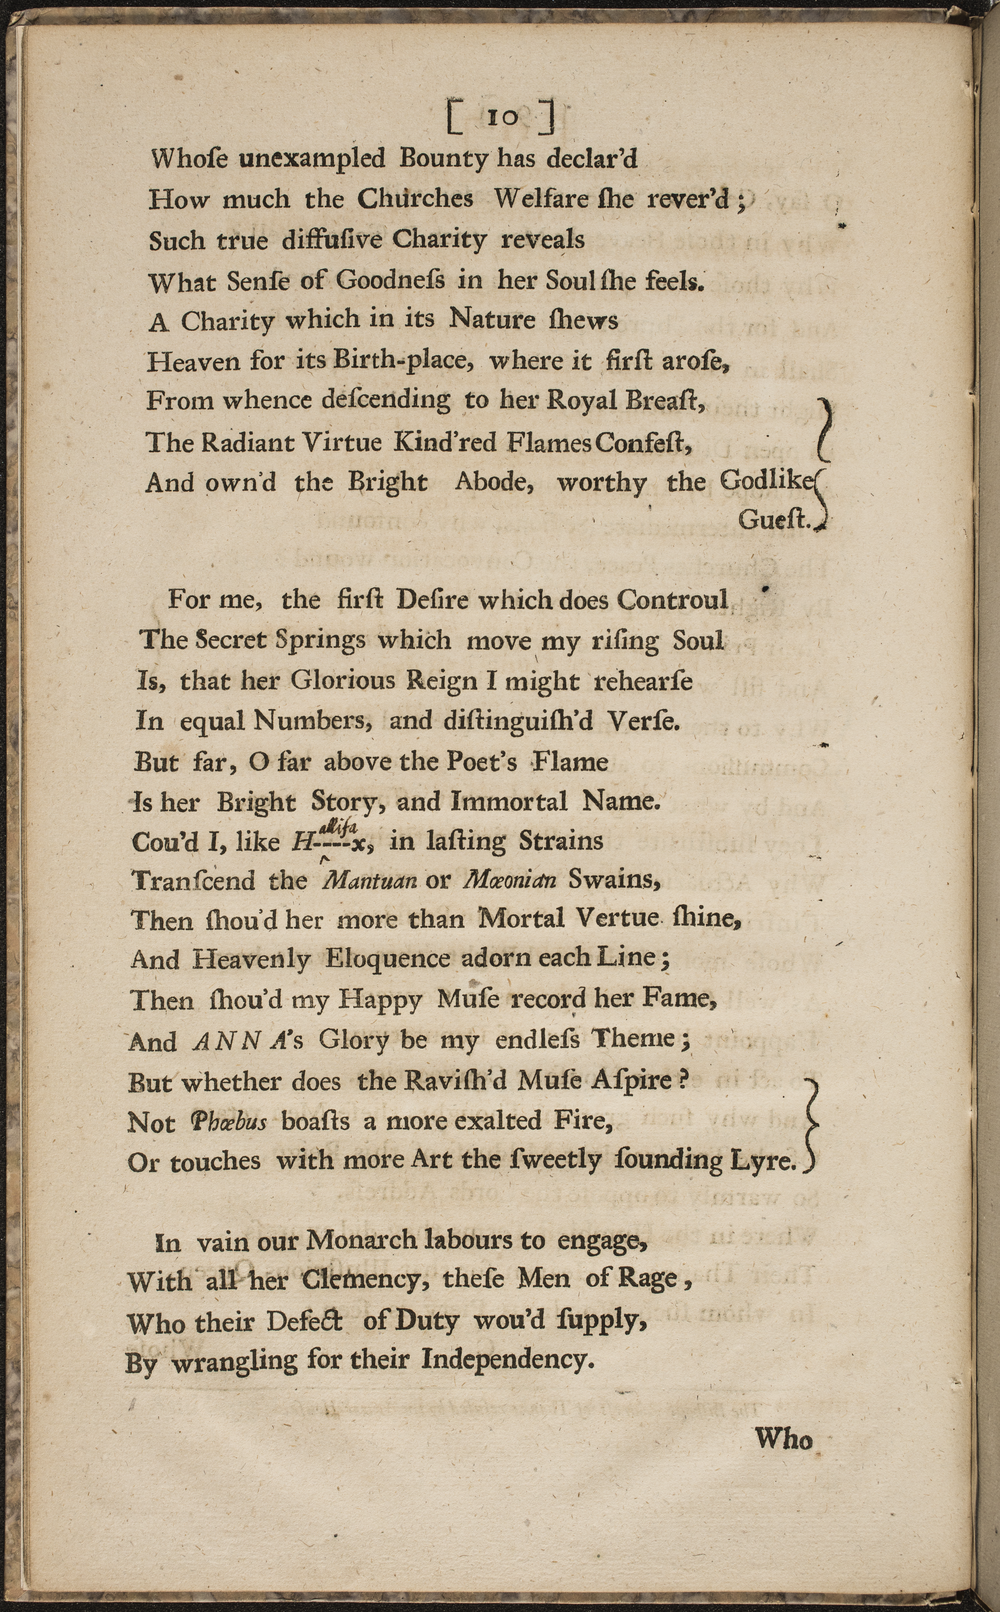 [ 10 ]
Whoſe unexampled Bounty has declar'd
How much the Churches Welfare ſhe rever'd ;
Such true diffuſive Charity reveals
What Senſe of Goodneſs in her Soul ſhe feels.
A Charity which in its Nature ſhews
Heaven for its Birth-place, where it firſt aroſe,
From whence deſcending to her Royal Breaſt,
The Radiant Virtue Kind'red Flames Confeſt,
And own'd the Bright Abode, worthy the Godlike
Gueſt.
For me, the firſt Deſire which does Controul
The Secret Springs which move my riſing Soul
Is, that her Glorious Reign I might rehearſe
In equal Numbers, and diſtinguiſh'd Verſe.
But far, O far above the Poet's Flame
Is her Bright Story, and Immortal Name.
allifa
Cou'd I, like H----x, in laſting Strains
Tranſcend the Mantuan or Mæonian Swains,
Then ſhou'd her more than Mortal Vertue ſhine,
And Heavenly Eloquence adorn each Line ;
Then ſhou'd my Happy Muſe record her Fame,
And ANNA's Glory be my endleſs Theme ;
But whether does the Raviſh'd Muſe Aſpire ?
Not Phœbus boaſts a more exalted Fire,
Or touches with more Art the ſweetly ſounding Lyre.
In vain our Monarch labours to engage,
With all her Clemency, theſe Men of Rage ,
Who their Defect of Duty wou'd ſupply,
By wrangling for their Independency.
Who